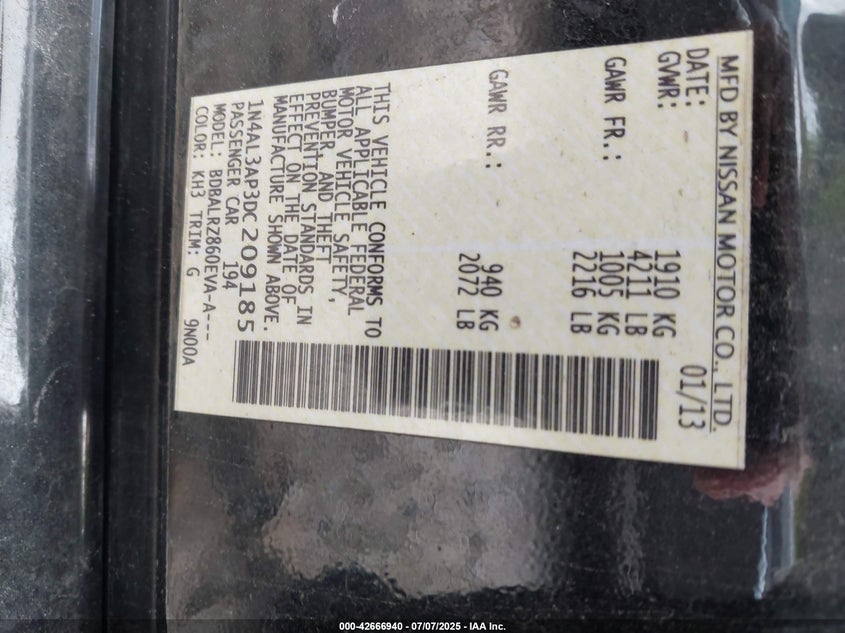 MFD BY NISSAN MOTOR CO., LTD.
DATE: 01/13
GVWR: 1910 KG
4211 LB
GAWR FR.: 1005 KG
2216 LB
GAWR RR.: 940 KG
2072 LB
THIS VEHICLE CONFORMS TO
ALL APPLICABLE FEDERAL
MOTOR VEHICLE SAFETY,
BUMPER, AND THEFT
PREVENTION STANDARDS IN
EFFECT ON THE DATE OF
MANUFACTURE SHOWN ABOVE.
1N4AL3AP3DC209185
PASSENGER CAR 194
MODEL: BDBALRZ860EVA-A---
COLOR: KH3 TRIM: G 9N00A
000-42666940 - 07/07/2025 - IAA Inc.